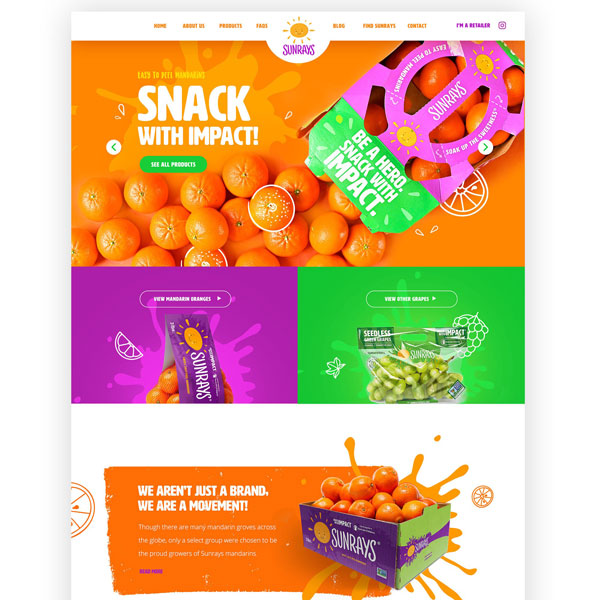 HOME ABOUT US PRODUCTS FAQS SUNRAYS BLOG FIND SUNRAYS CONTACT I'M A RETAILER
EASY TO PEEL MANDARINS
SNACK
WITH IMPACT!
SEE ALL PRODUCTS
EASY TO PEEL MANDARINS
SUNRAYS
SOAK UP THE SWEETNESS
BE A HERO.
SNACK WITH
IMPACT.
VIEW MANDARIN ORANGES
VIEW OTHER GRAPES
SUNRAYS
SEEDLESS
GREEN GRAPES
IMPACT
WE AREN'T JUST A BRAND,
WE ARE A MOVEMENT!
Though there are many mandarin groves across
the globe, only a select group were chosen to be
the proud growers of Sunrays mandarins.
READ MORE
SUNRAYS